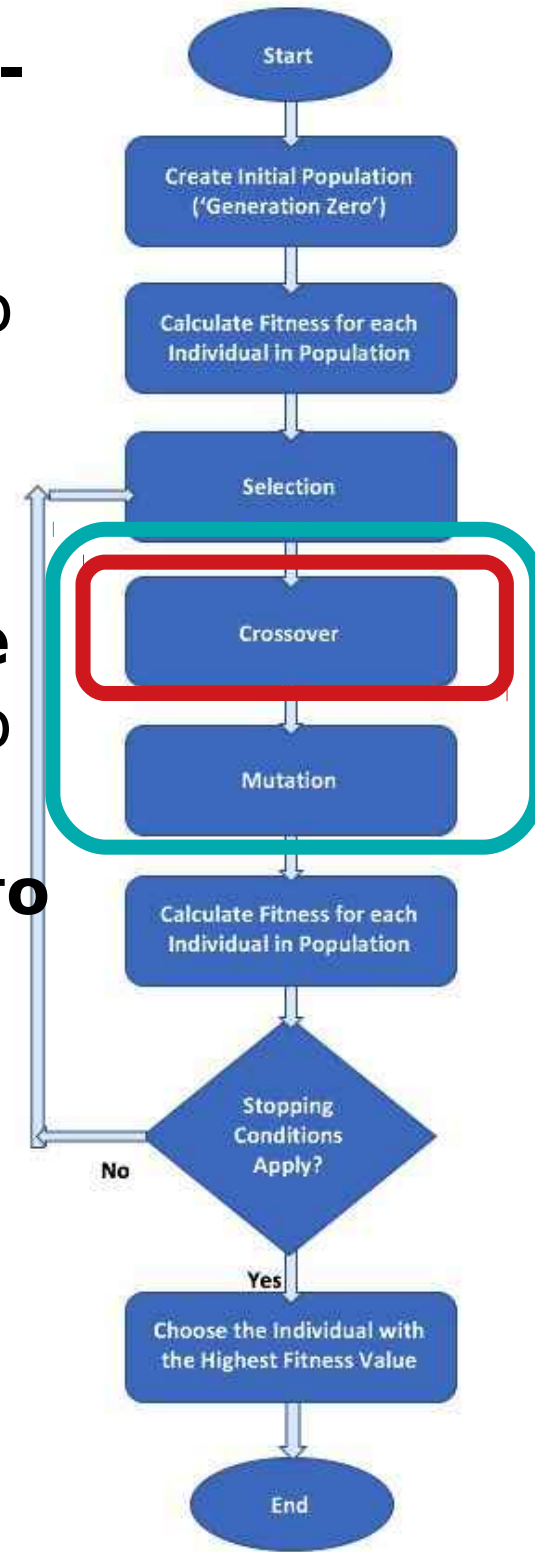 Start
Create Initial Population
('Generation Zero')
Calculate Fitness for each
Individual in Population
Selection
Crossover
Mutation
Calculate Fitness for each
Individual in Population
Stopping
Conditions
Apply?
No
Yes
Choose the Individual with
the Highest Fitness Value
End